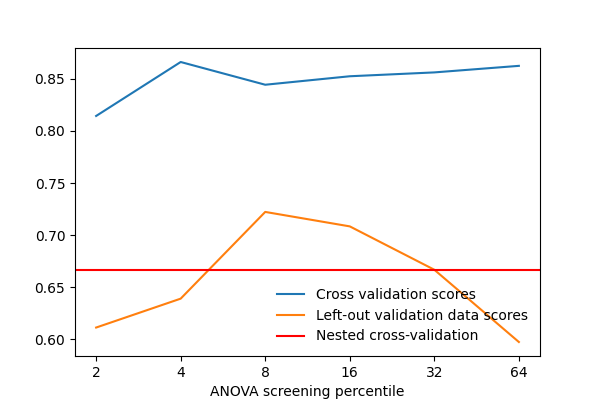 0.85
0.80
0.75
0.70
0.65
0.60
Cross validation scores
Left-out validation data scores
Nested cross-validation
2 4 8 16 32 64
ANOVA screening percentile